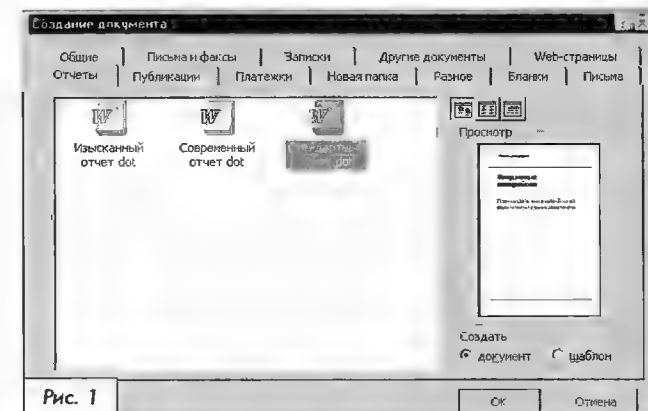 Создание документа
Общие Письма и факсы Записки Другие документы Web-страницы
Отчеты Публикации Платежки Новая папка Разное Бланки Письма
Изысканный Современный
отчет dot отчет dot dot
Просмотр
Создать
документ шаблон
Рис. 1 ОК Отмена